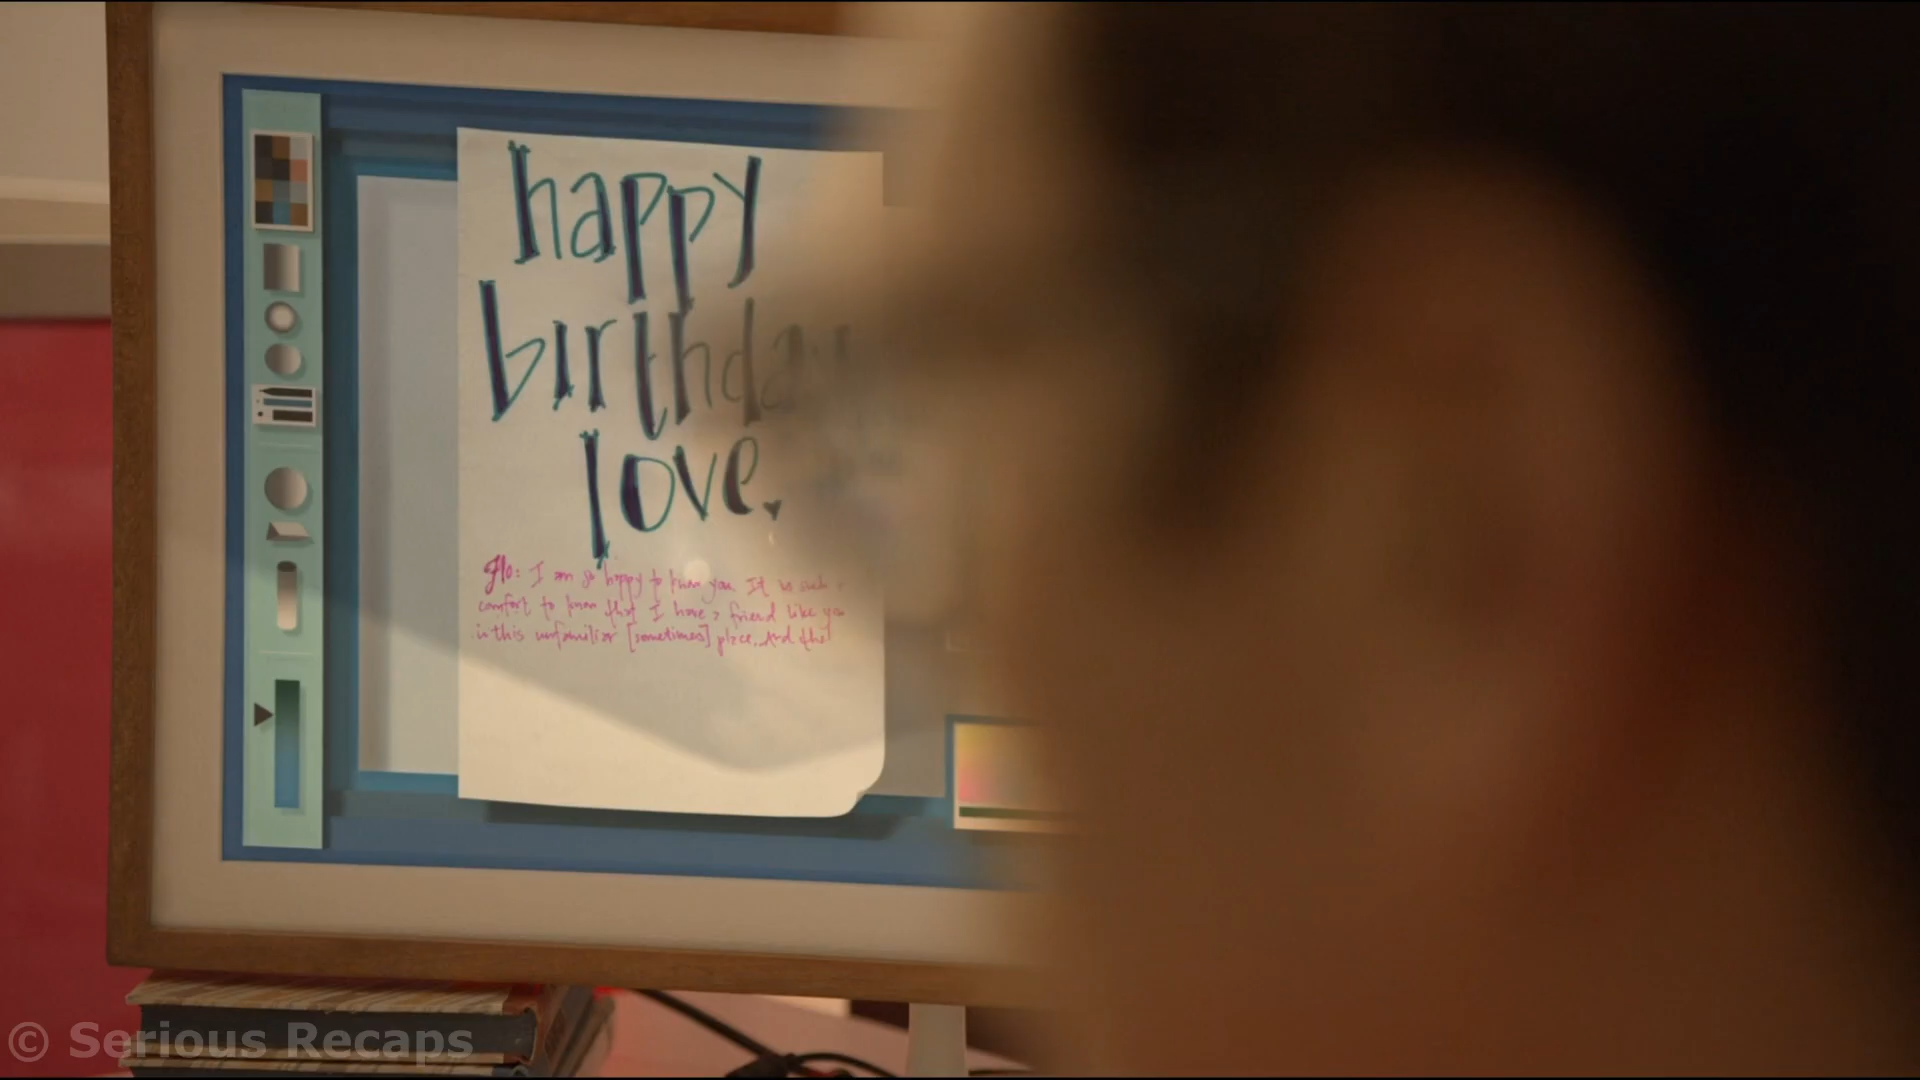 happy
birthday
love.
flo: I am so happy to know you. It is such a
comfort to know that I have a friend like you
in this unfamiliar [sometimes] place. And the
© Serious Recaps